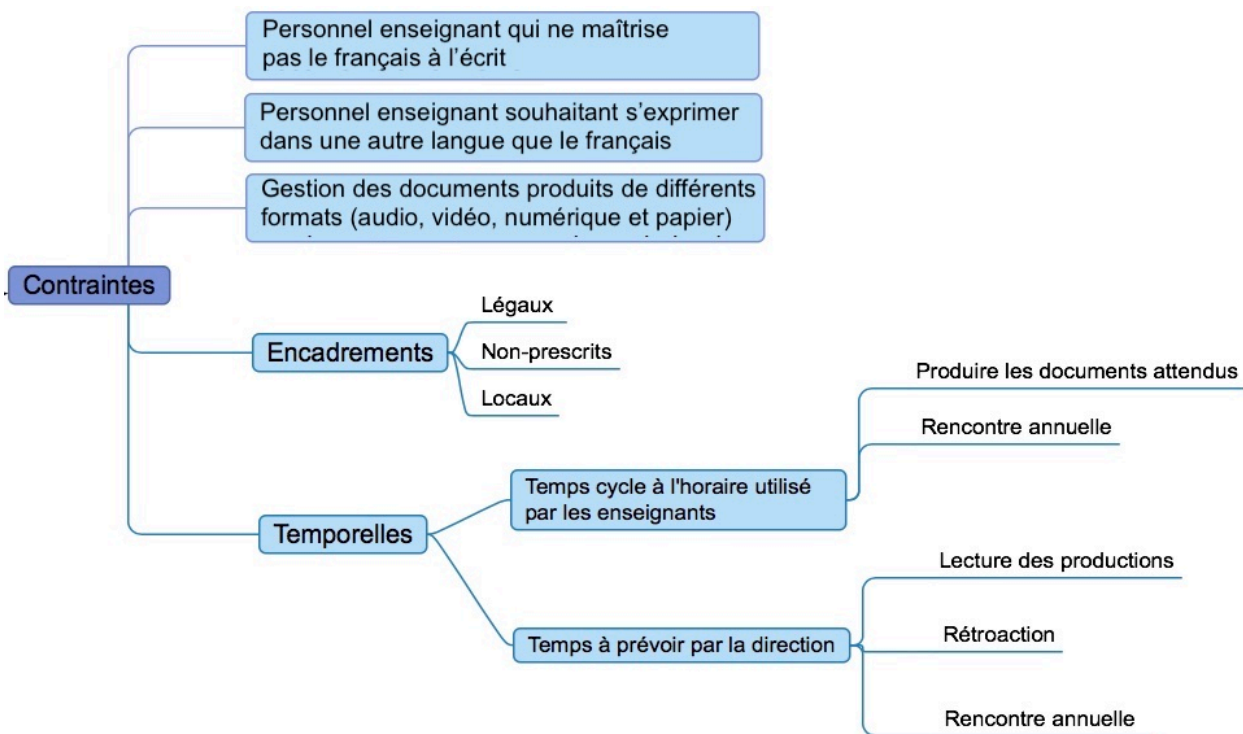 Personnel enseignant qui ne maîtrise
pas le français à l'écrit
Personnel enseignant souhaitant s'exprimer
dans une autre langue que le français
Gestion des documents produits de différents
formats (audio, vidéo, numérique et papier)
Contraintes
Encadrements
Légaux
Non-prescrits
Locaux
Temporelles
Temps cycle à l'horaire utilisé
par les enseignants
Produire les documents attendus
Rencontre annuelle
Temps à prévoir par la direction
Lecture des productions
Rétroaction
Rencontre annuelle